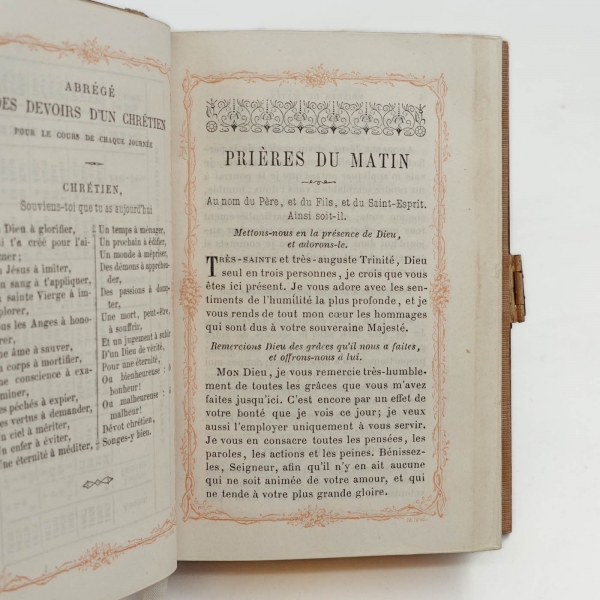 ABRÉGÉ
DES DEVOIRS D'UN CHRÉTIEN
POUR LE COURS DE CHAQUE JOURNÉE
CHRÉTIEN,
Souviens-toi que tu as aujourd'hui
Dieu à glorifier,
t'a créé pour l'ai-
mer;
Jésus à imiter,
sang à t'appliquer,
sainte Vierge à im-
plorer,
les Anges à hono-
rer,
âme à sauver,
corps à mortifier,
conscience à exa-
miner,
péchés à expier,
vertus à demander,
ciel à mériter,
enfer à éviter,
Une éternité à méditer,
Un temps à ménager,
Un prochain à édifier,
Un monde à mépriser,
Des démons à appréhen-
der,
Des passions à domp-
ter,
Une mort, peut-être,
à souffrir,
Et un jugement à subir
D'un Dieu de vérité,
Pour une éternité,
Ou bienheureuse : ô
bonheur!
Ou malheureuse : ô
malheur!
Dévot chrétien,
Songes-y bien.
PRIÈRES DU MATIN
Au nom du Père, et du Fils, et du Saint-Esprit.
Ainsi soit-il.
Mettons-nous en la présence de Dieu,
et adorons-le.
TRÈS-SAINTE et très-auguste Trinité, Dieu
seul en trois personnes, je crois que vous
êtes ici présent. Je vous adore avec les sen-
timents de l'humilité la plus profonde, et je
vous rends de tout mon cœur les hommages
qui sont dus à votre souveraine Majesté.
Remercions Dieu des grâces qu'il nous a faites,
et offrons-nous à lui.
MON DIEU, je vous remercie très-humble-
ment de toutes les grâces que vous m'avez
faites jusqu'ici. C'est encore par un effet de
votre bonté que je vois ce jour; je veux
aussi l'employer uniquement à vous servir.
Je vous en consacre toutes les pensées, les
paroles, les actions et les peines. Bénissez-
les, Seigneur, afin qu'il n'y en ait aucune
qui ne soit animée de votre amour, et qui
ne tende à votre plus grande gloire.